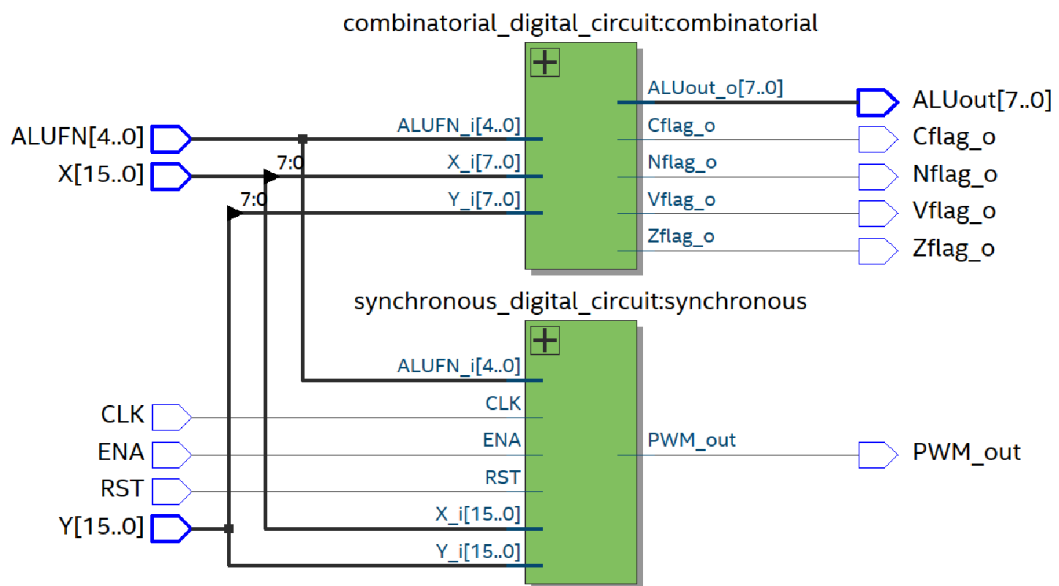 combinatorial_digital_circuit:combinatorial
ALUout_o[7..0]
ALUout[7..0]
ALUFN[4..0]
ALUFN_i[4..0]
Cflag_o
Cflag_o
X[15..0]
7:0
X_i[7..0]
Nflag_o
Nflag_o
7:0
Y_i[7..0]
Vflag_o
Vflag_o
Zflag_o
Zflag_o
synchronous_digital_circuit:synchronous
ALUFN_i[4..0]
CLK
CLK
ENA
ENA
PWM_out
PWM_out
RST
RST
Y[15..0]
X_i[15..0]
Y_i[15..0]